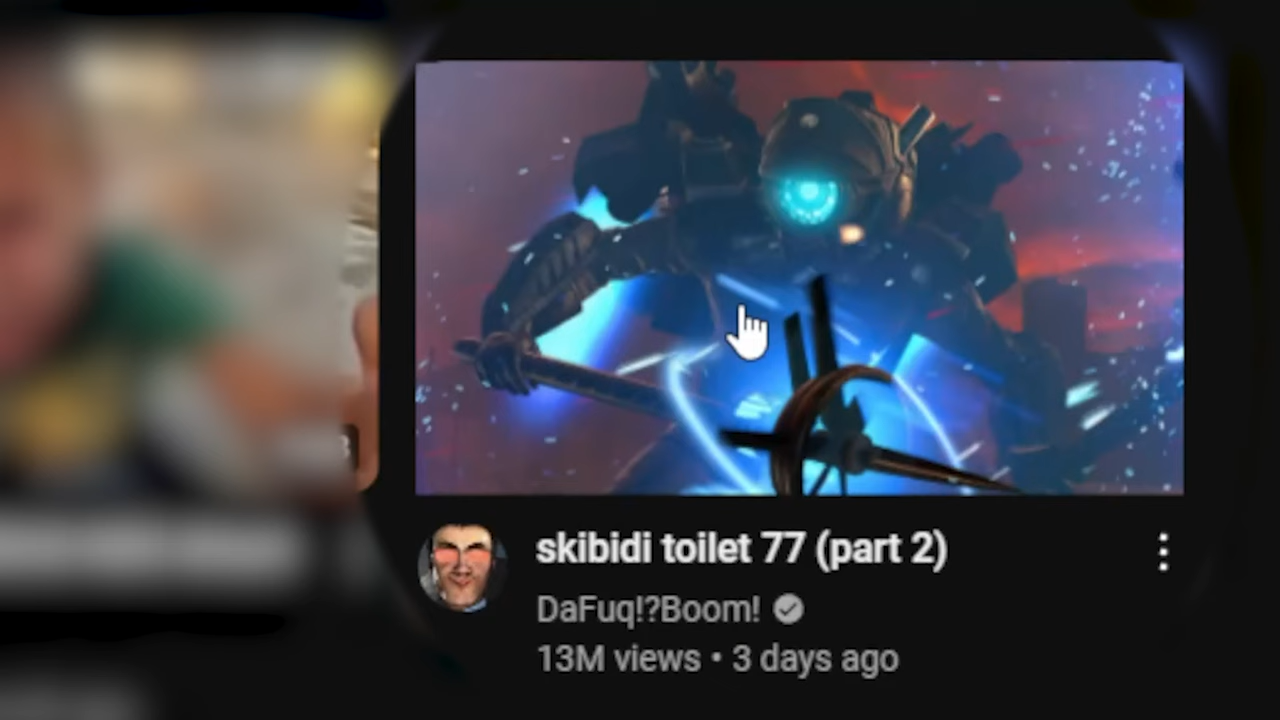 skibidi toilet 77 (part 2)
DaFuq!?Boom!
13M views • 3 days ago